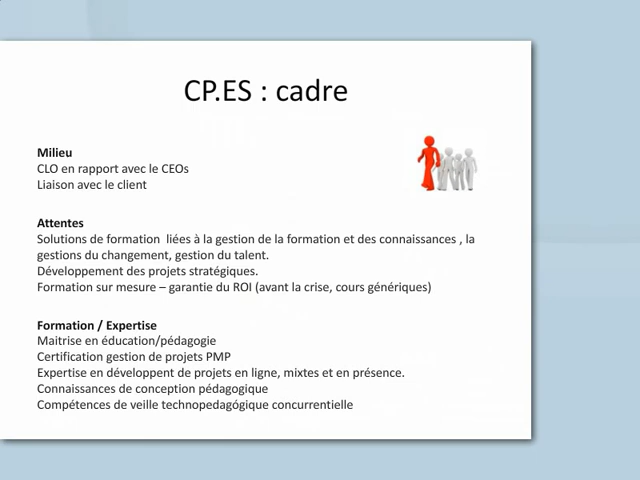 CP.ES : cadre
Milieu
CLO en rapport avec le CEOs
Liaison avec le client
Attentes
Solutions de formation  liées à la gestion de la formation et des connaissances , la
gestions du changement, gestion du talent.
Développement des projets stratégiques.
Formation sur mesure – garantie du ROI (avant la crise, cours génériques)
Formation / Expertise
Maitrise en éducation/pédagogie
Certification gestion de projets PMP
Expertise en développent de projets en ligne, mixtes et en présence.
Connaissances de conception pédagogique
Compétences de veille technopedagógique concurrentielle